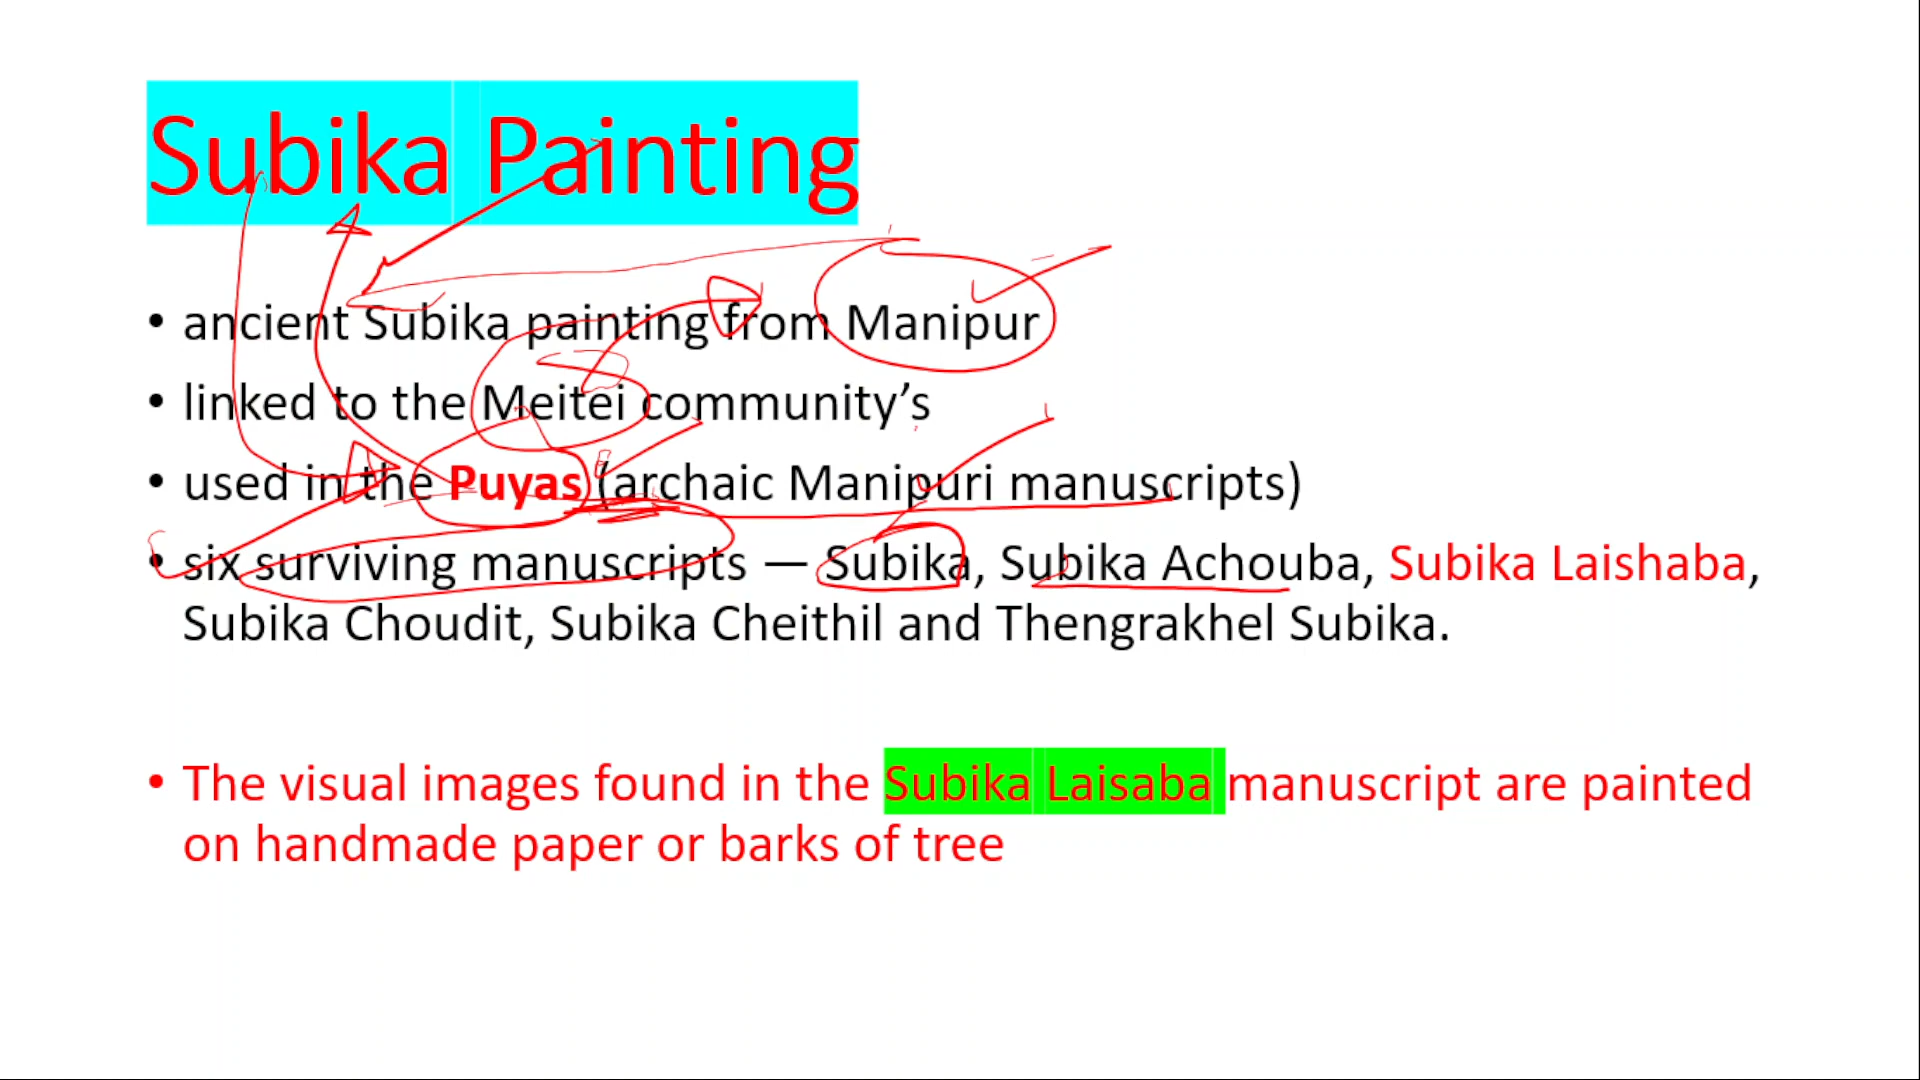 Subika Painting
• ancient Subika painting from Manipur
• linked to the Meitei community’s
• used in the Puyas (archaic Manipuri manuscripts)
• six surviving manuscripts — Subika, Subika Achouba, Subika Laishaba,
Subika Choudit, Subika Cheithil and Thengrakhel Subika.
• The visual images found in the Subika Laisaba manuscript are painted
on handmade paper or barks of tree